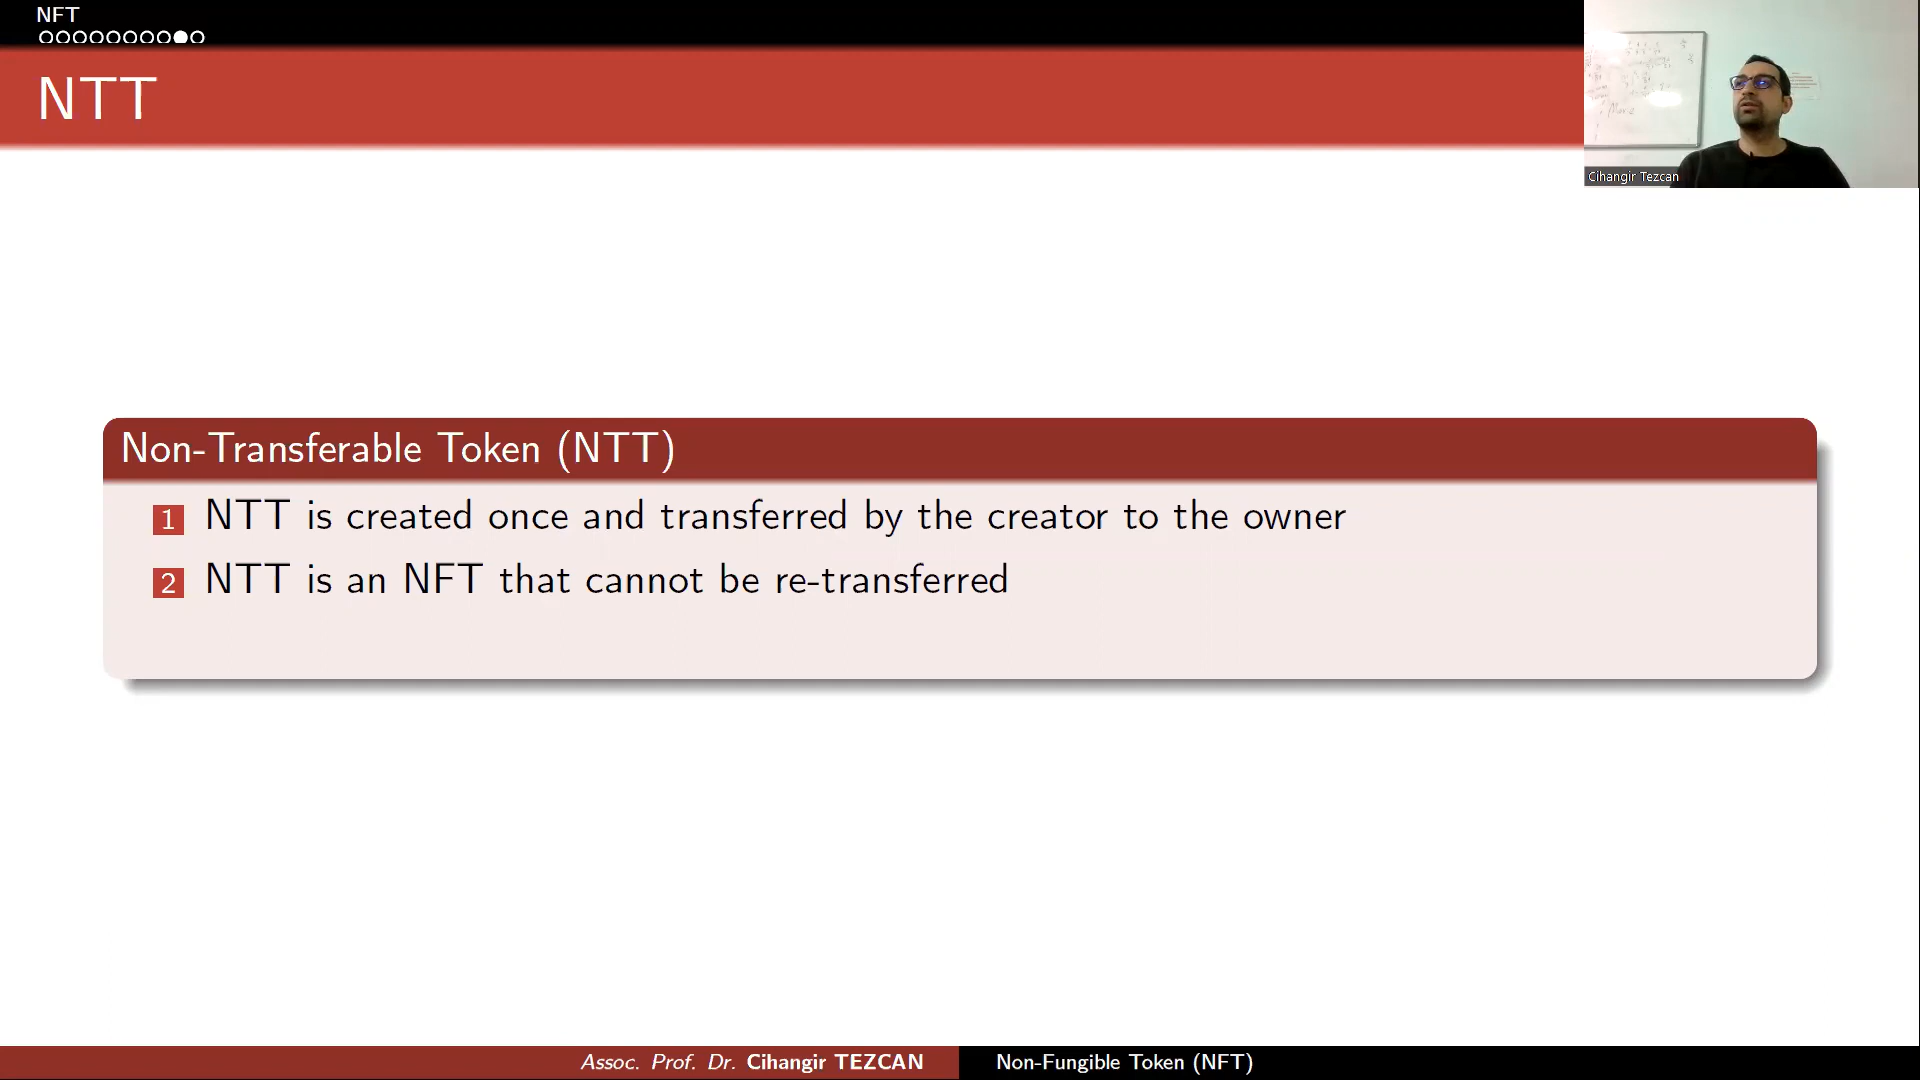 NFT
NTT
Cihangir Tezcan
Non-Transferable Token (NTT)
1 NTT is created once and transferred by the creator to the owner
2 NTT is an NFT that cannot be re-transferred
Assoc. Prof. Dr. Cihangir TEZCAN
Non-Fungible Token (NFT)